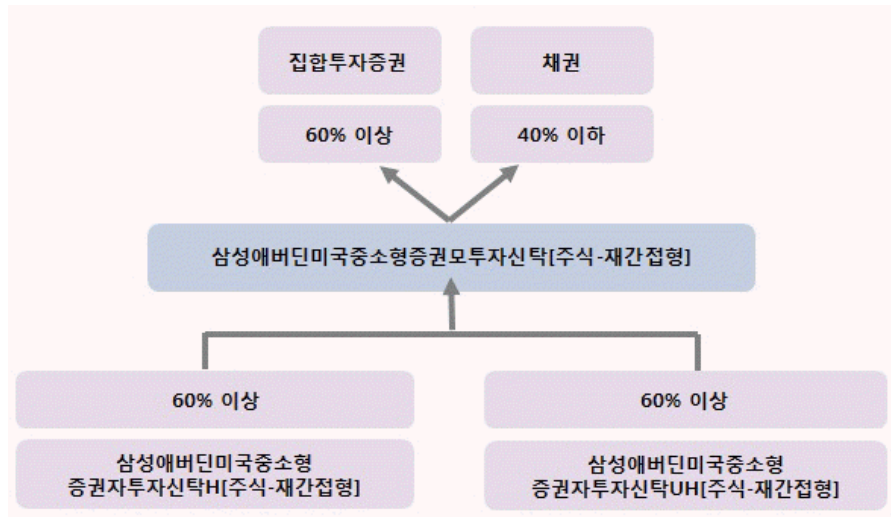 집합투자증권
채권
60% 이상
40% 이하
삼성애버딘미국중소형증권모투자신탁[주식-재간접형]
60% 이상
60% 이상
삼성애버딘미국중소형
증권자투자신탁H[주식-재간접형]
삼성애버딘미국중소형
증권자투자신탁UH[주식-재간접형]